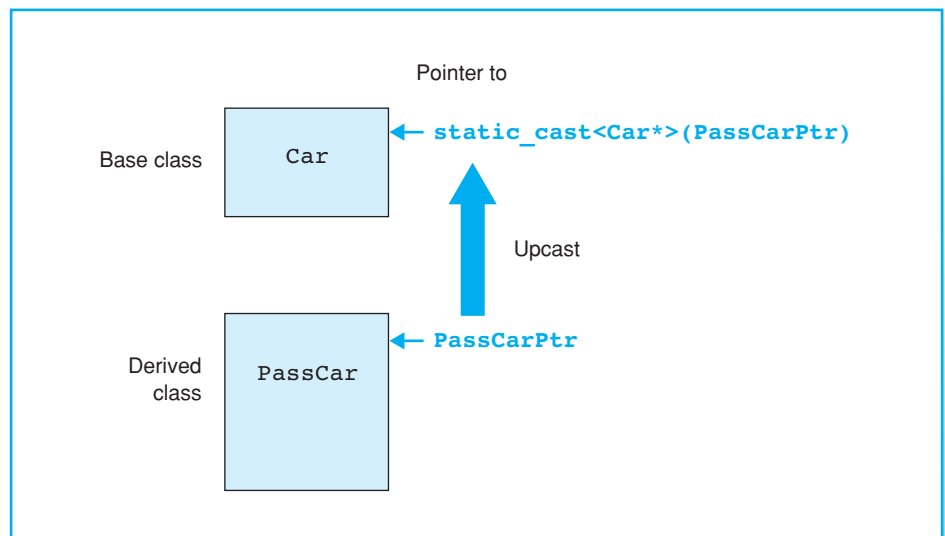 Pointer to
static_cast<Car*>(PassCarPtr)
Base class
Car
Upcast
PassCarPtr
Derived
class
PassCar